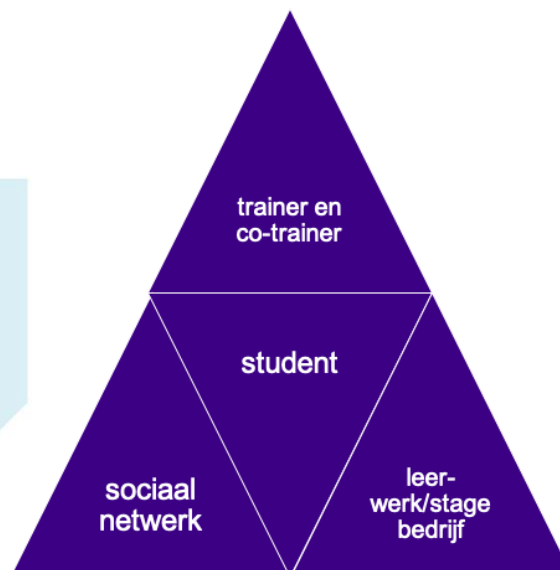 trainer en
co-trainer
student
sociaal
netwerk
leer-
werk/stage
bedrijf